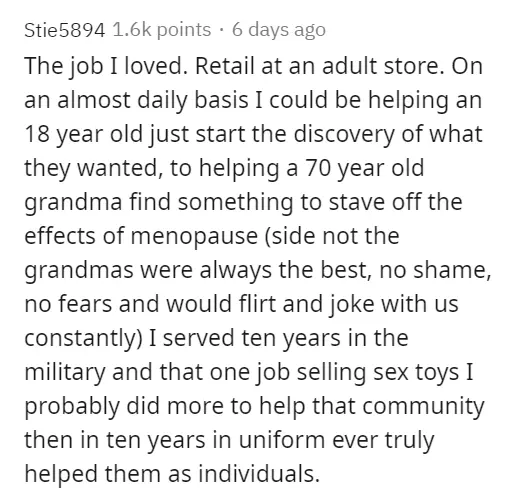 Stie5894 1.6k points · 6 days ago
The job I loved. Retail at an adult store. On
an almost daily basis I could be helping an
18 year old just start the discovery of what
they wanted, to helping a 70 year old
grandma find something to stave off the
effects of menopause (side not the
grandmas were always the best, no shame,
no fears and would flirt and joke with us
constantly) I served ten years in the
military and that one job selling sex toys I
probably did more to help that community
then in ten years in uniform ever truly
helped them as individuals.